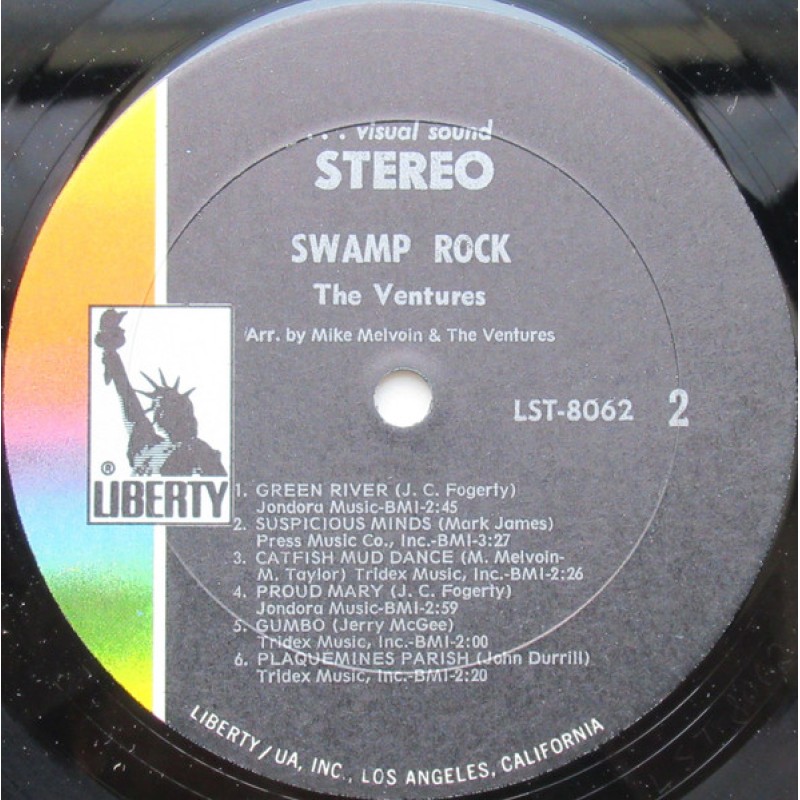 ... visual sound
STEREO
SWAMP ROCK
The Ventures
Arr. by Mike Melvoin & The Ventures
LST-8062 2
®
LIBERTY
1. GREEN RIVER (J. C. Fogerty)
Jondora Music-BMI-2:45
2. SUSPICIOUS MINDS (Mark James)
Press Music Co., Inc.-BMI-3:27
3. CATFISH MUD DANCE (M. Melvoin-
M. Taylor) Tridex Music, Inc.-BMI-2:26
4. PROUD MARY (J. C. Fogerty)
Jondora Music-BMI-2:59
5. GUMBO (Jerry McGee)
Tridex Music, Inc.-BMI-2:00
6. PLAQUEMINES PARISH (John Durrill)
Tridex Music, Inc.-BMI-2:20
LIBERTY/UA, INC., LOS ANGELES, CALIFORNIA